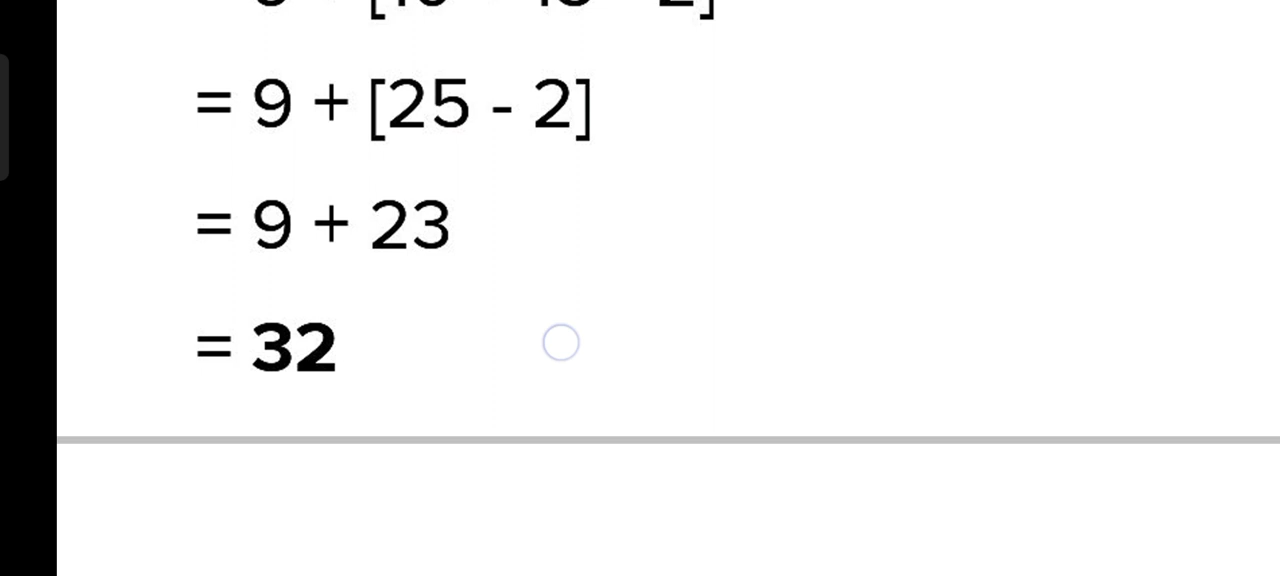 = 9 + [25 - 2]
= 9 + 23
= 32